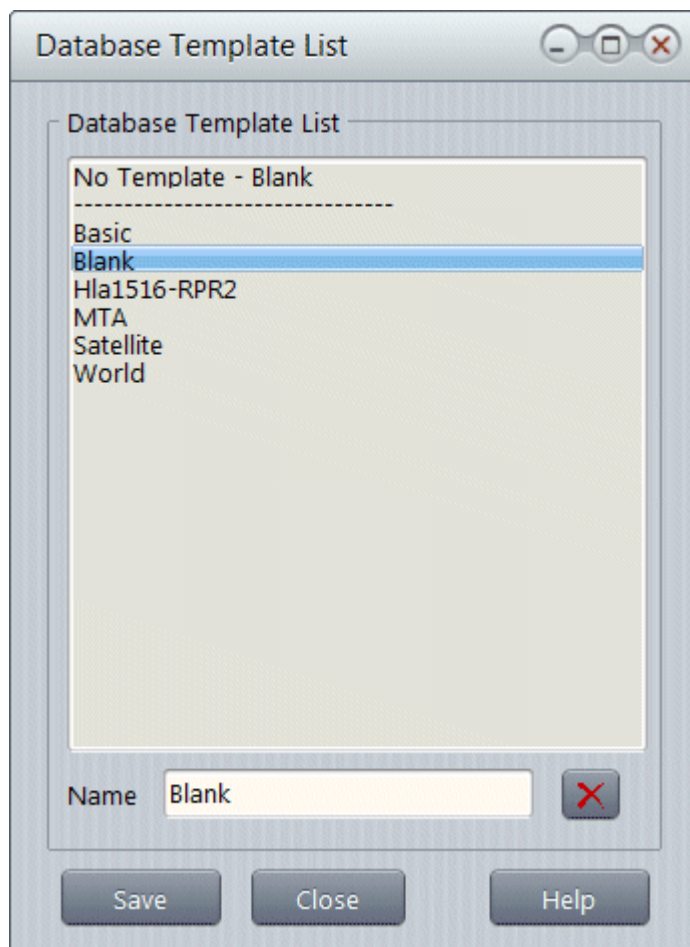 Database Template List
Database Template List
No Template - Blank
--------------------------------
Basic
Blank
Hla1516-RPR2
MTA
Satellite
World
Name Blank
Save Close Help